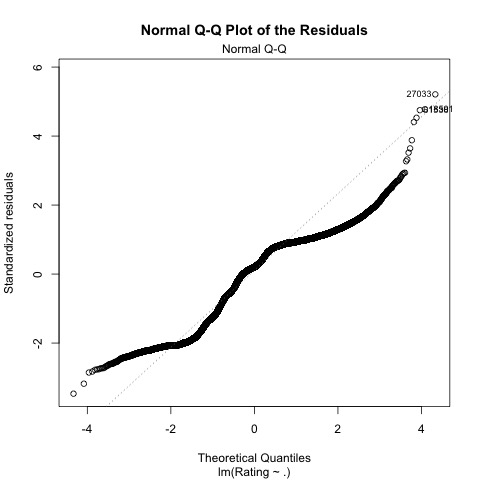 Normal Q-Q Plot of the Residuals
Normal Q-Q
6
4
2
0
-2
Standardized residuals
27033
-4
-2
0
2
4
Theoretical Quantiles
lm(Rating ~ .)